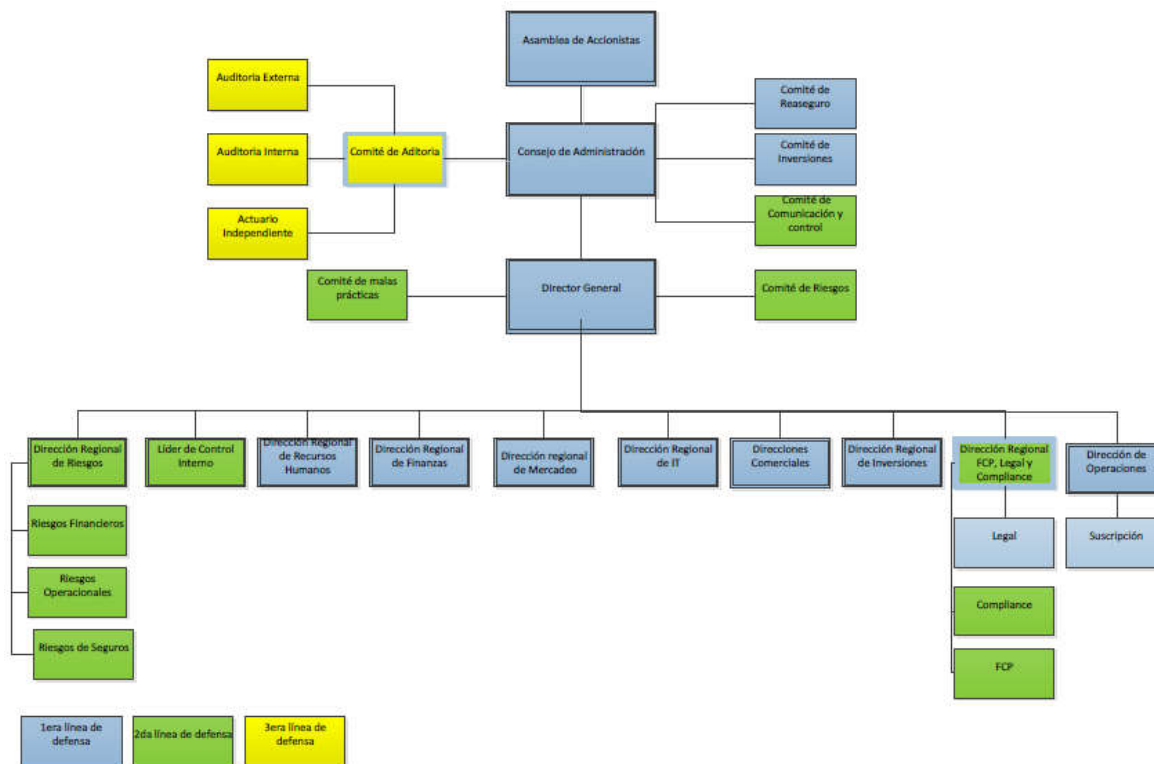 Asamblea de Accionistas
Auditoria Externa
Comité de
Reaseguro
Auditoria Interna
Comité de Aditoria
Consejo de Administración
Comité de
Inversiones
Actuario
Independiente
Comité de
Comunicación y
control
Comité de malas
prácticas
Director General
Comité de Riesgos
Dirección Regional
de Riesgos
Líder de Control
Interno
Dirección Regional
de Recursos
Humanos
Dirección Regional
de Finanzas
Dirección regional
de Mercadeo
Dirección Regional
de IT
Direcciones
Comerciales
Dirección Regional
de Inversiones
Dirección Regional
FCP, Legal y
Compliance
Dirección de
Operaciones
Riesgos Financieros
Legal
Suscripción
Riesgos
Operacionales
Compliance
Riesgos de Seguros
FCP
1era línea de
defensa
2da línea de defensa
3era línea de
defensa